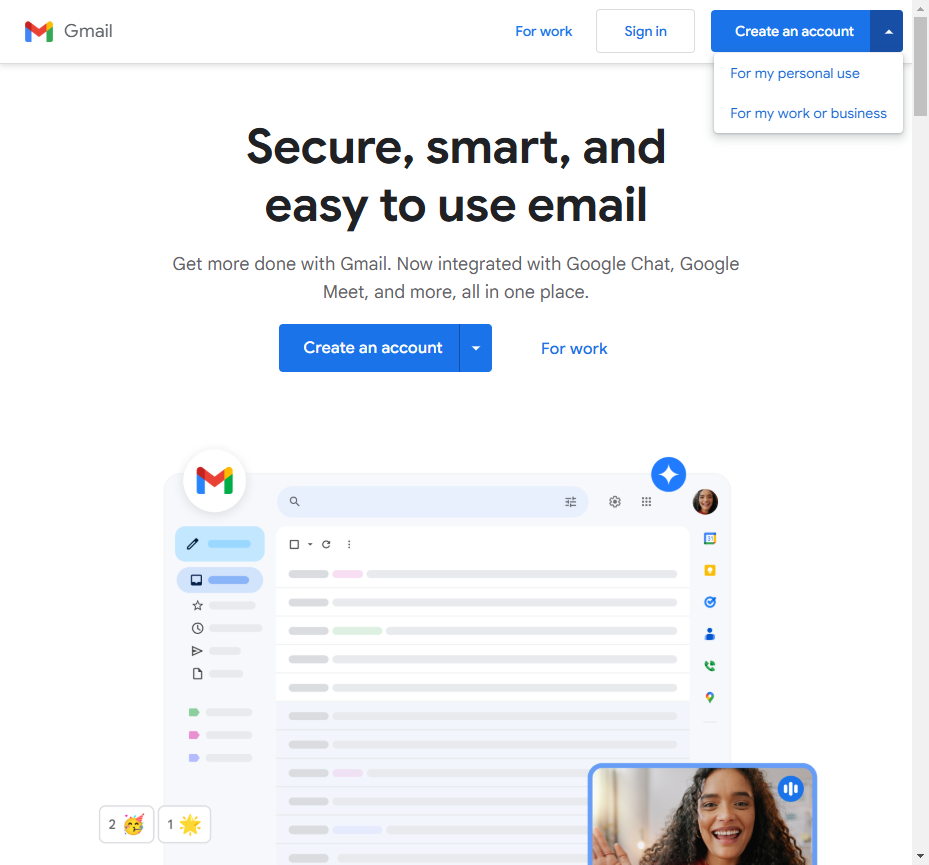 Gmail
For work
Sign in
Create an account
For my personal use
For my work or business
Secure, smart, and
easy to use email
Get more done with Gmail. Now integrated with Google Chat, Google
Meet, and more, all in one place.
Create an account
For work
31
2
1